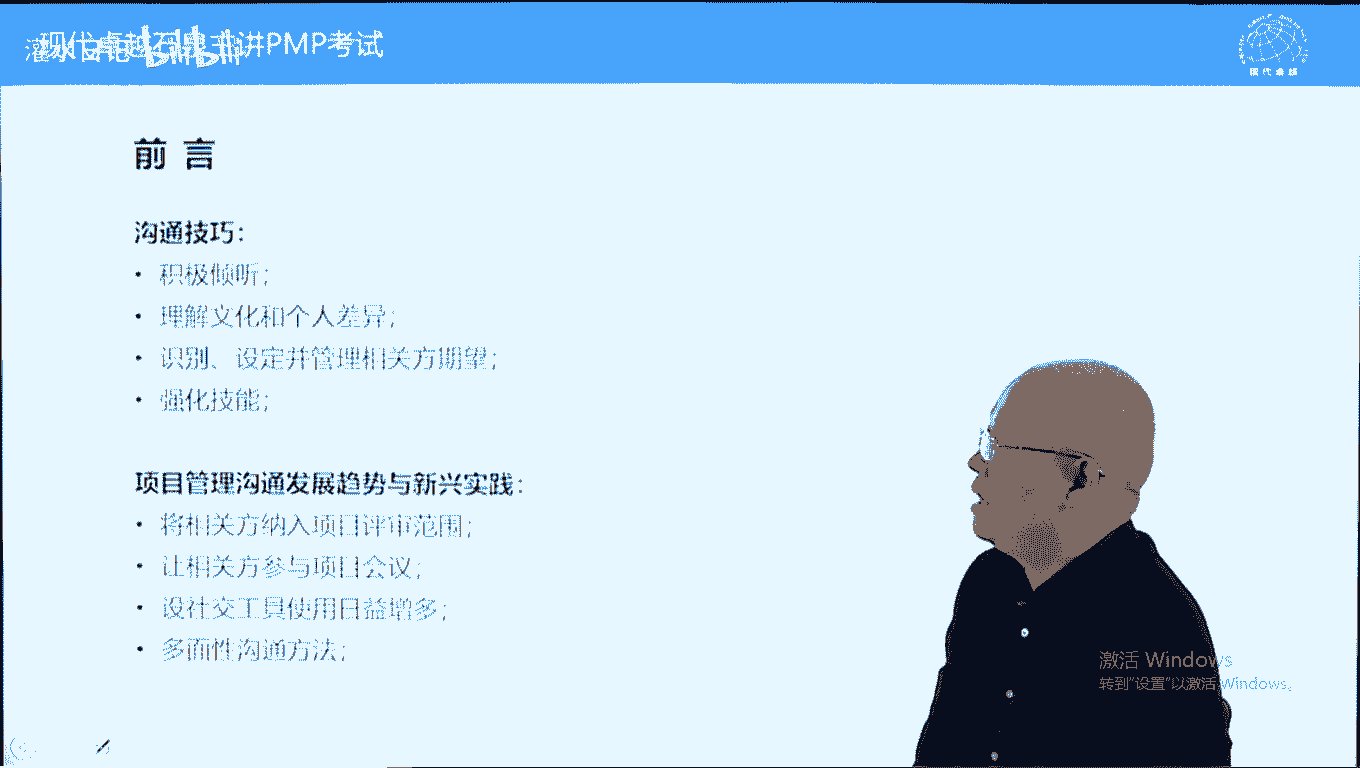 讲PMP考试
bilibili
现代卓越
前 言
沟通技巧：
• 积极倾听；
• 理解文化和个人差异；
• 识别、设定并管理相关方期望；
• 强化技能；
项目管理沟通发展趋势与新兴实践：
• 将相关方纳入项目评审范围；
• 让相关方参与项目会议；
• 设社交工具使用日益增多；
• 多面性沟通方法；
激活 Windows
转到"设置"以激活 Windows。